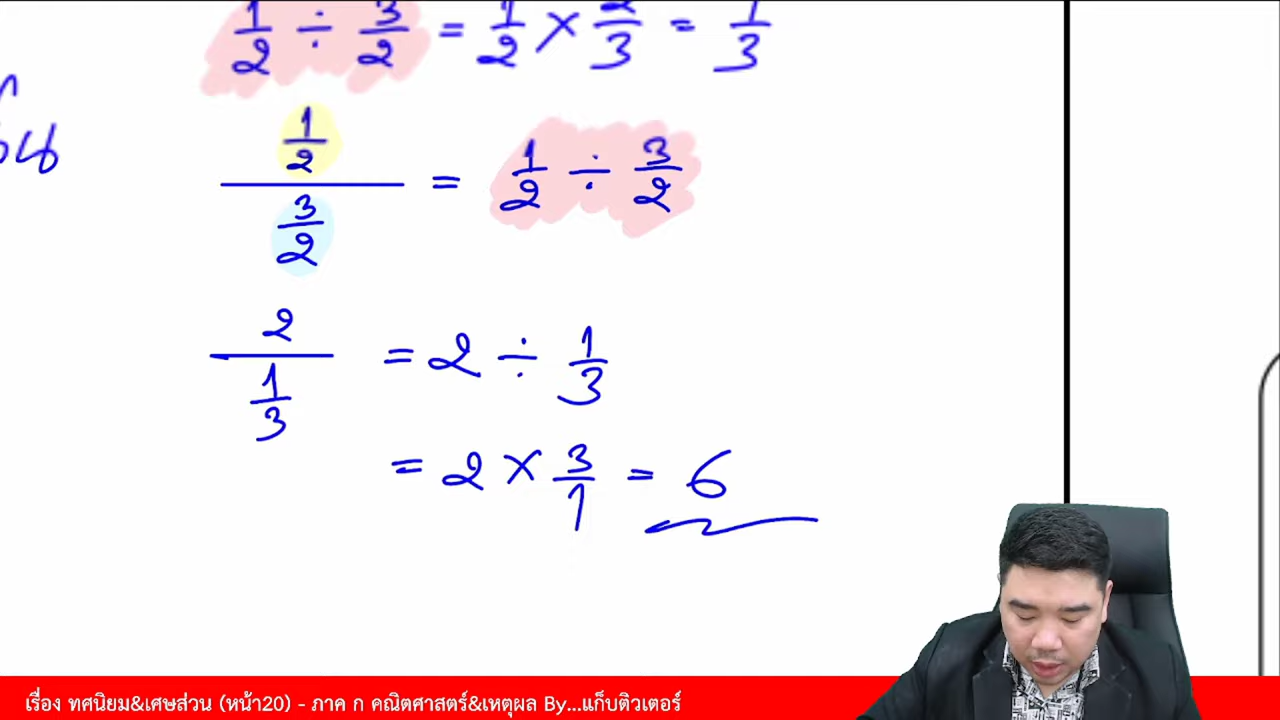 1/2 ÷ 3/2 = 1/2 × 2/3 = 1/3
(1/2)/(3/2) = 1/2 ÷ 3/2
2/(1/3) = 2 ÷ 1/3
= 2 × 3/1 = 6
เรื่อง ทศนิยม&เศษส่วน (หน้า20) - ภาค ก คณิตศาสตร์&เหตุผล By...แก็บติวเตอร์